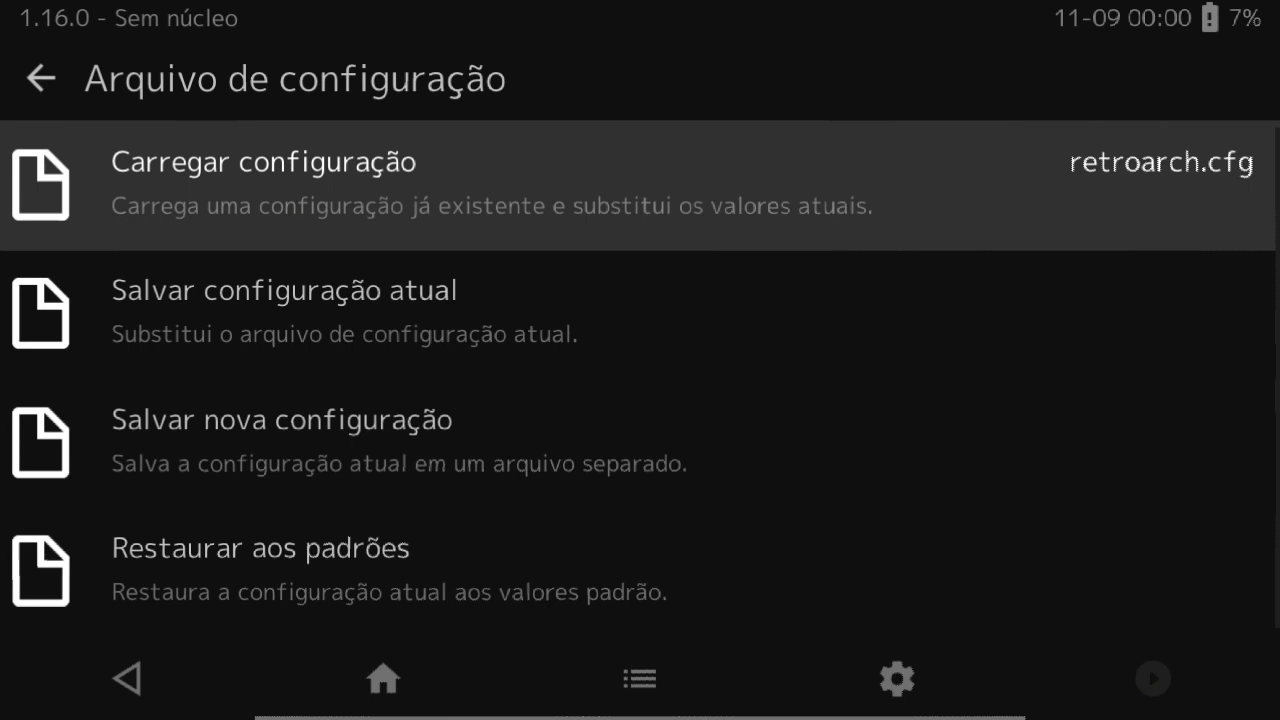 1.16.0 - Sem núcleo
11-09 00:00 7%
Arquivo de configuração
Carregar configuração
retroarch.cfg
Carrega uma configuração já existente e substitui os valores atuais.
Salvar configuração atual
Substitui o arquivo de configuração atual.
Salvar nova configuração
Salva a configuração atual em um arquivo separado.
Restaurar aos padrões
Restaura a configuração atual aos valores padrão.